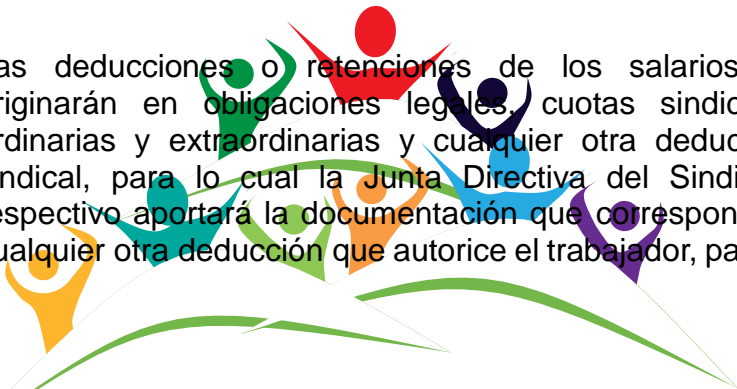 as deducciones o retenciones de los salarios
riginarán en obligaciones legales, cuotas sindic
rdinarias y extraordinarias y cualquier otra deduc
ndical, para lo cual la Junta Directiva del Sindi
espectivo aportará la documentación que correspon
ualquier otra deducción que autorice el trabajador, pa